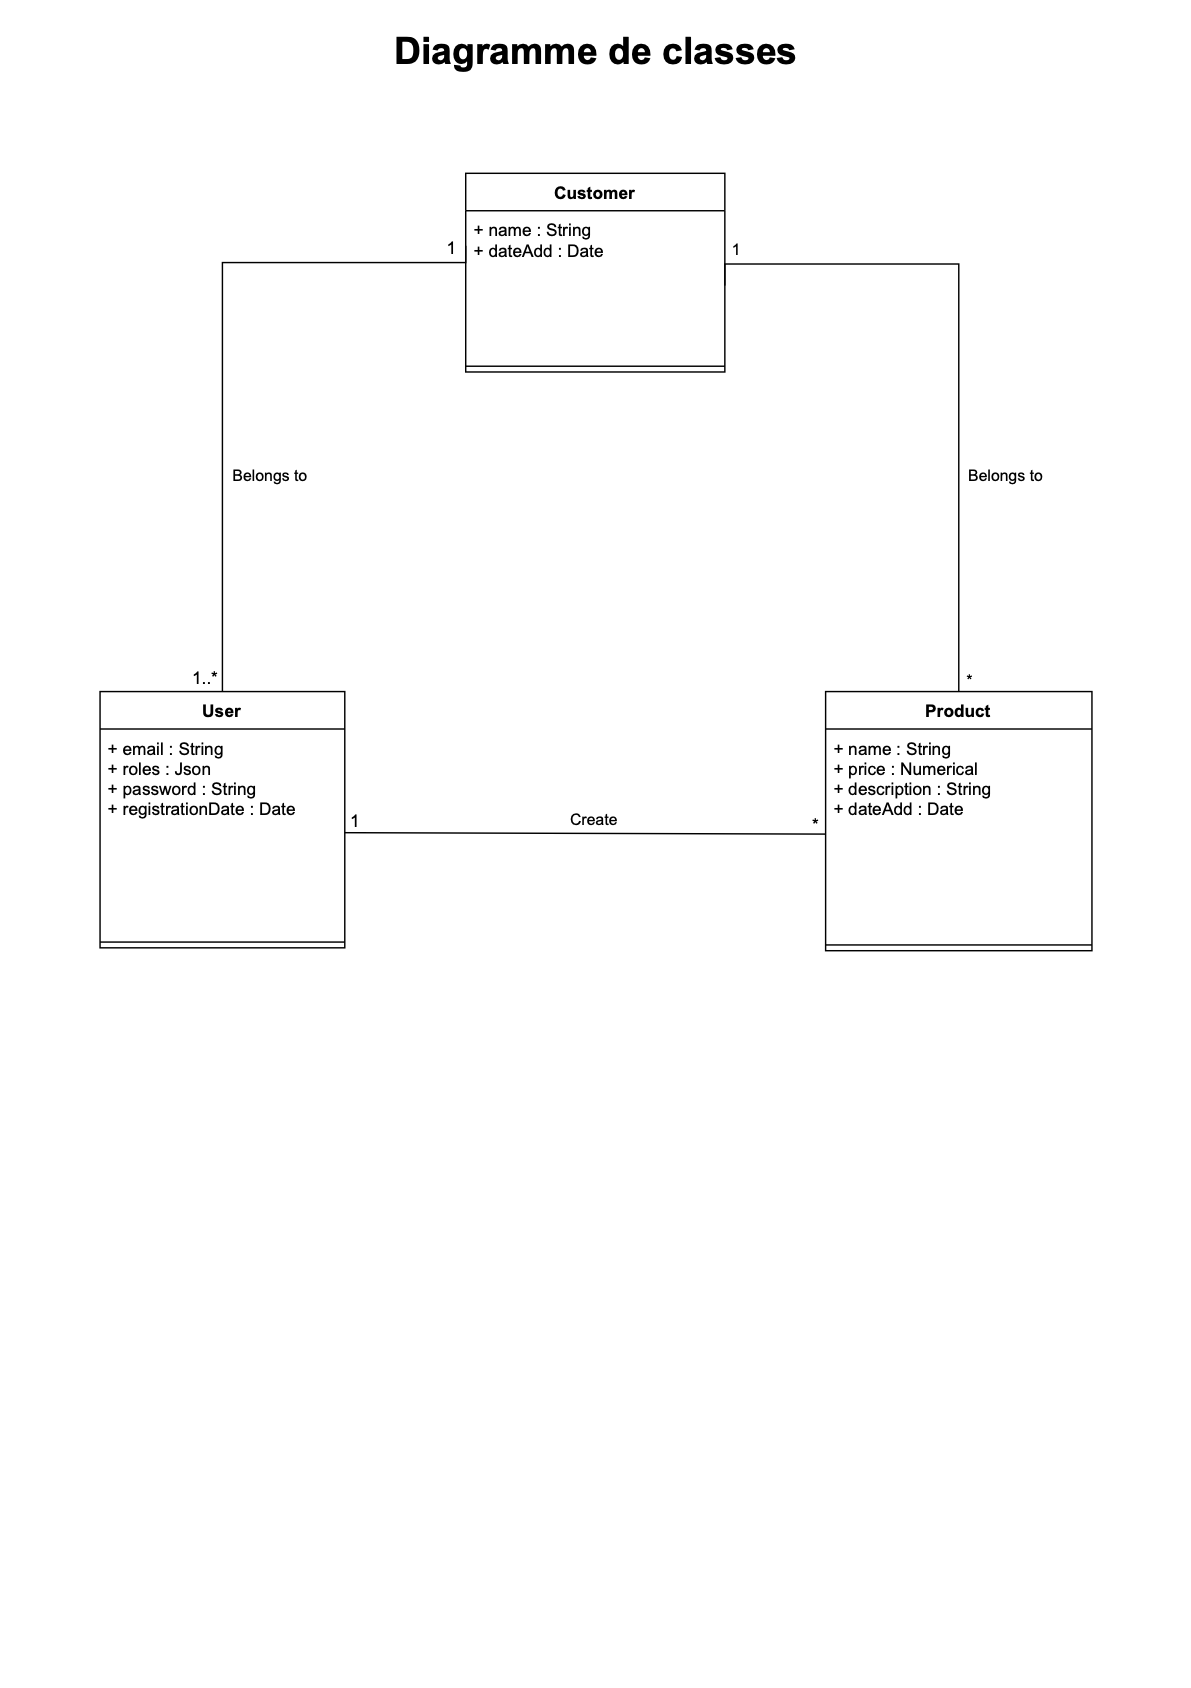 Diagramme de classes
Customer
+ name : String
+ dateAdd : Date
1
1
Belongs to
Belongs to
1..*
*
User
+ email : String
+ roles : Json
+ password : String
+ registrationDate : Date
1
Create
*
Product
+ name : String
+ price : Numerical
+ description : String
+ dateAdd : Date